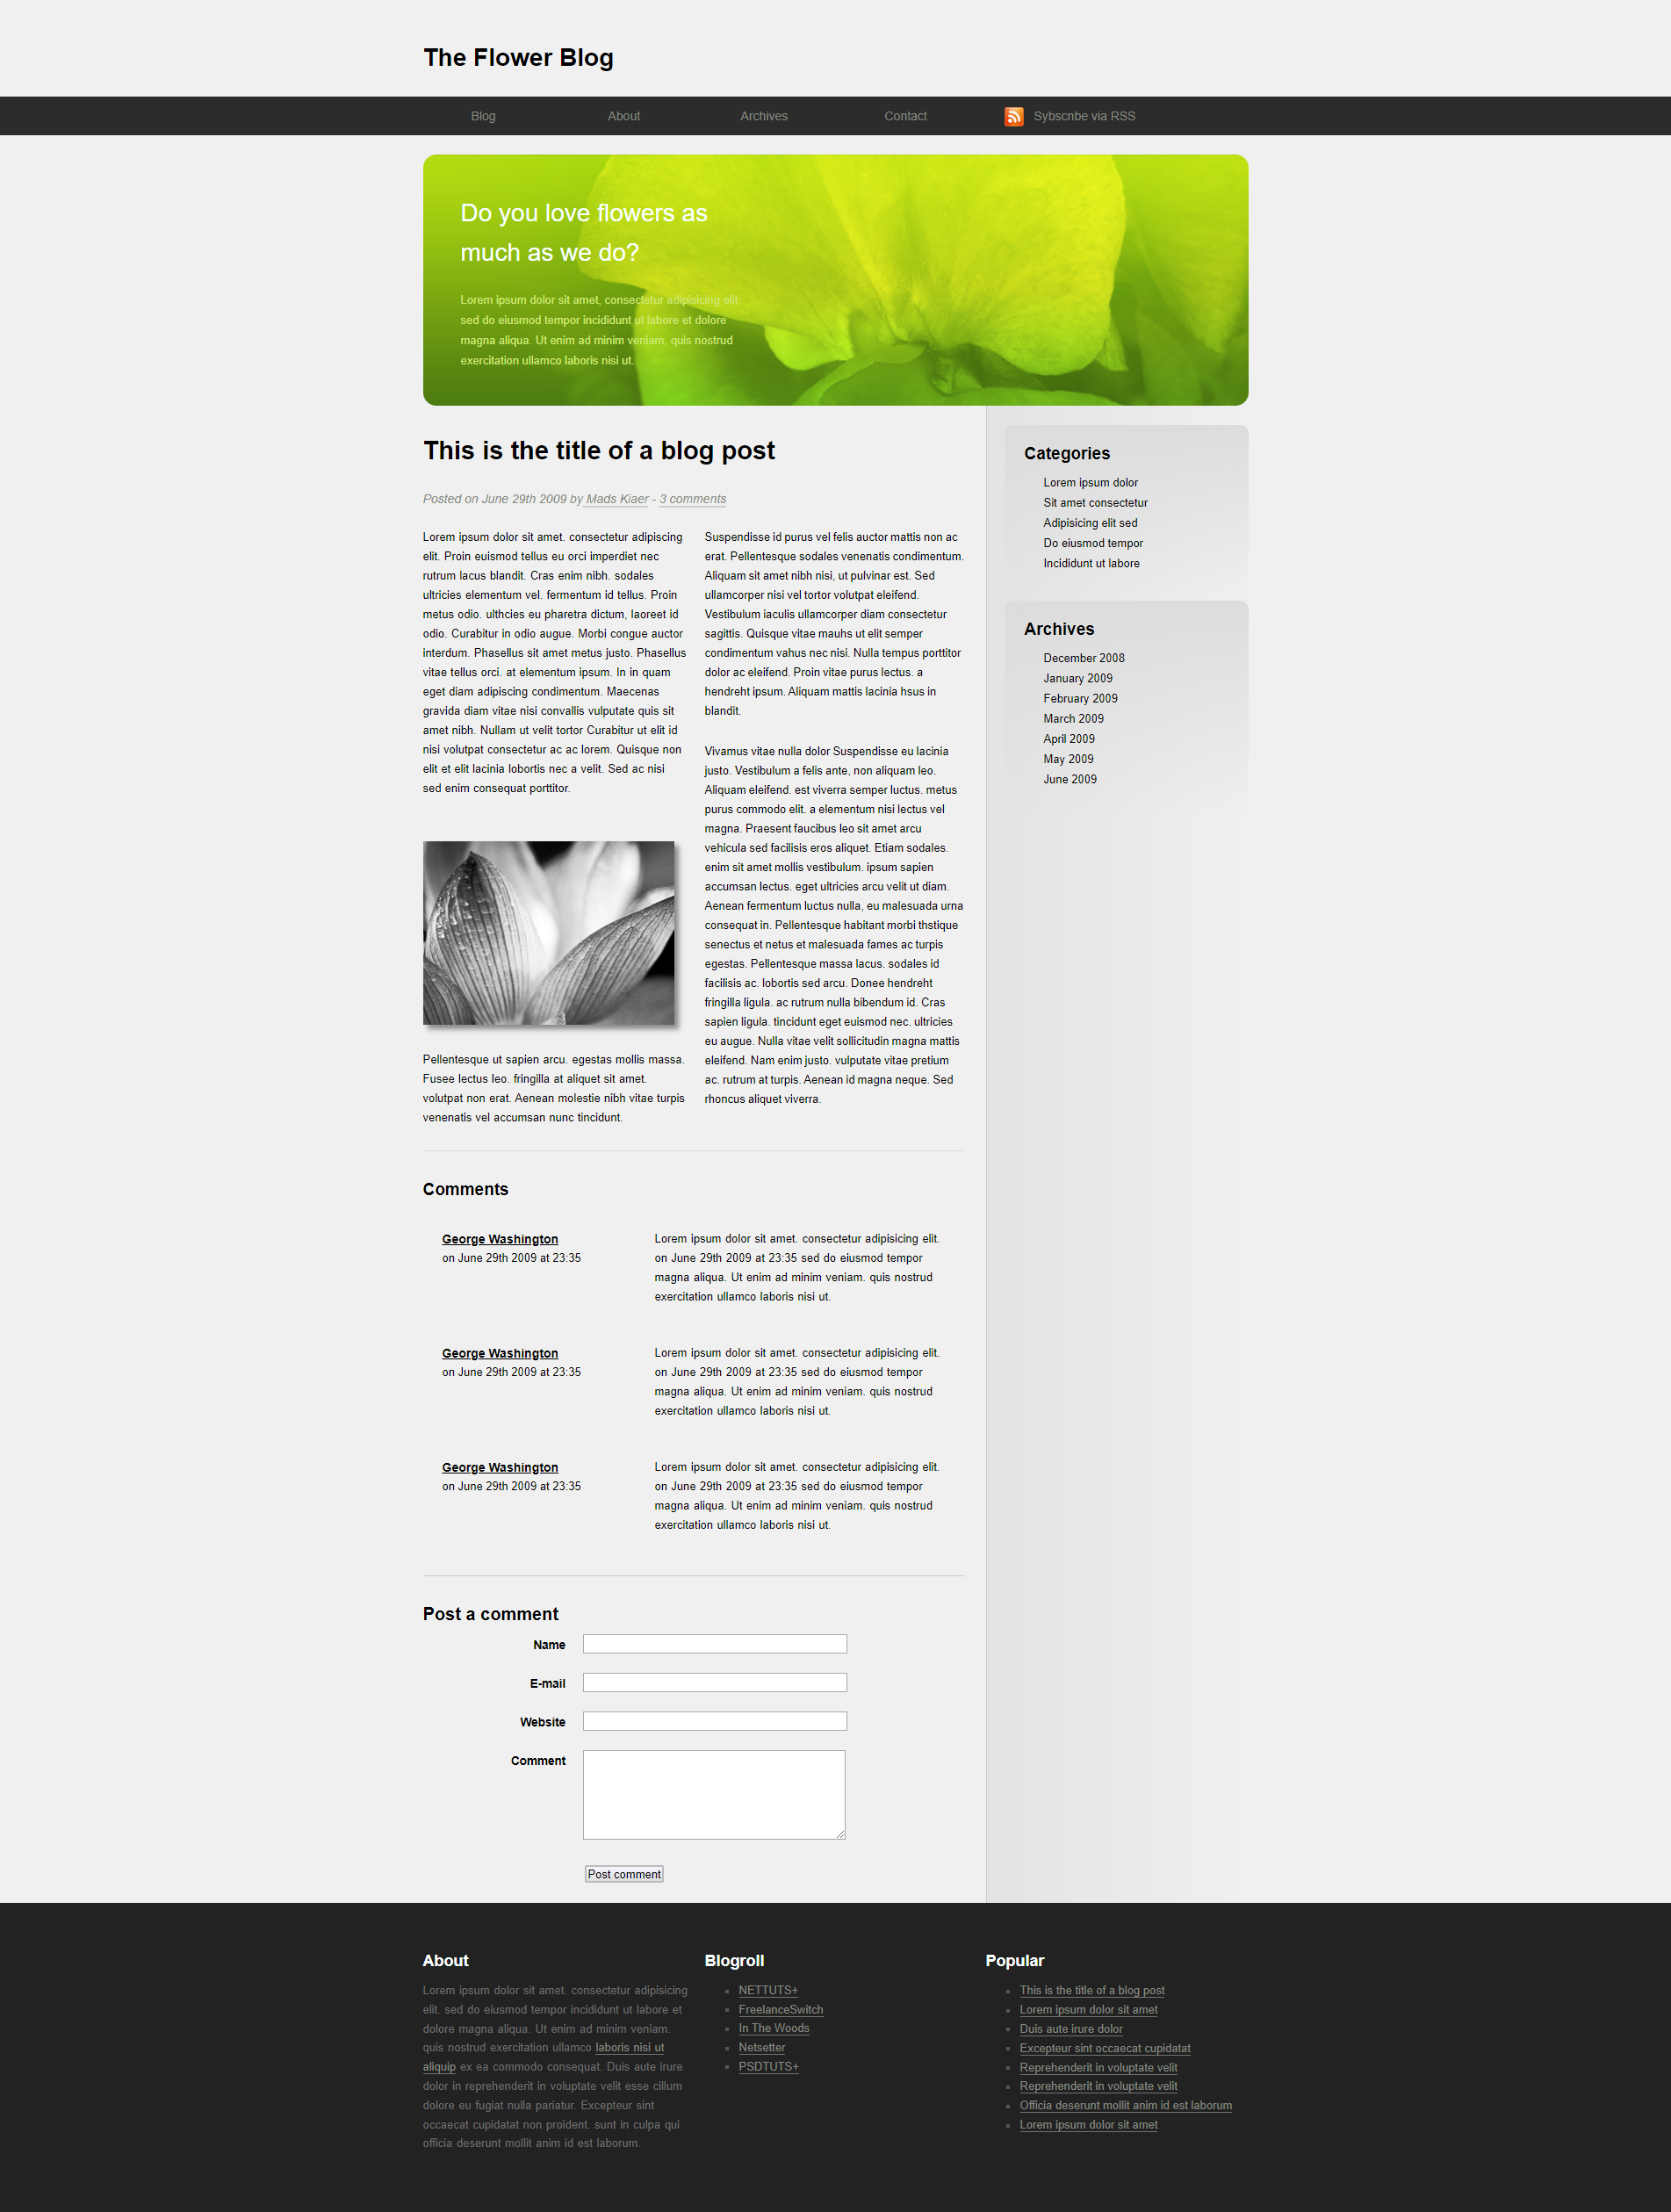 The Flower Blog
Blog
About
Archives
Contact
Sybscnbe via RSS
Do you love flowers as
much as we do?
Lorem ipsum dolor sit amet, consectetur adipisicing elit,
sed do eiusmod tempor incididunt ut labore et dolore
magna aliqua. Ut enim ad minim veniam, quis nostrud
exercitation ullamco laboris nisi ut.
This is the title of a blog post
Posted on June 29th 2009 by Mads Kiaer - 3 comments
Lorem ipsum dolor sit amet. consectetur adipiscing
elit. Proin euismod tellus eu orci imperdiet nec
rutrum lacus blandit. Cras enim nibh. sodales
ultricies elementum vel. fermentum id tellus. Proin
metus odio. ulthcies eu pharetra dictum, laoreet id
odio. Curabitur in odio augue. Morbi congue auctor
interdum. Phasellus sit amet metus justo. Phasellus
vitae tellus orci. at elementum ipsum. In in quam
eget diam adipiscing condimentum. Maecenas
gravida diam vitae nisi convallis vulputate quis sit
amet nibh. Nullam ut velit tortor Curabitur ut elit id
nisi volutpat consectetur ac ac lorem. Quisque non
elit et elit lacinia lobortis nec a velit. Sed ac nisi
sed enim consequat porttitor.
Pellentesque ut sapien arcu. egestas mollis massa.
Fusee lectus leo. fringilla at aliquet sit amet.
volutpat non erat. Aenean molestie nibh vitae turpis
venenatis vel accumsan nunc tincidunt.
Suspendisse id purus vel felis auctor mattis non ac
erat. Pellentesque sodales venenatis condimentum.
Aliquam sit amet nibh nisi, ut pulvinar est. Sed
ullamcorper nisi vel tortor volutpat eleifend.
Vestibulum iaculis ullamcorper diam consectetur
sagittis. Quisque vitae mauhs ut elit semper
condimentum vahus nec nisi. Nulla tempus porttitor
dolor ac eleifend. Proin vitae purus lectus. a
hendreht ipsum. Aliquam mattis lacinia hsus in
blandit.
Vivamus vitae nulla dolor Suspendisse eu lacinia
justo. Vestibulum a felis ante, non aliquam leo.
Aliquam eleifend. est viverra semper luctus. metus
purus commodo elit. a elementum nisi lectus vel
magna. Praesent faucibus leo sit amet arcu
vehicula sed facilisis eros aliquet. Etiam sodales.
enim sit amet mollis vestibulum. ipsum sapien
accumsan lectus. eget ultricies arcu velit ut diam.
Aenean fermentum luctus nulla, eu malesuada urna
consequat in. Pellentesque habitant morbi thstique
senectus et netus et malesuada fames ac turpis
egestas. Pellentesque massa lacus. sodales id
facilisis ac. lobortis sed arcu. Donee hendreht
fringilla ligula. ac rutrum nulla bibendum id. Cras
sapien ligula. tincidunt eget euismod nec. ultricies
eu augue. Nulla vitae velit sollicitudin magna mattis
eleifend. Nam enim justo. vulputate vitae pretium
ac. rutrum at turpis. Aenean id magna neque. Sed
rhoncus aliquet viverra.
Categories
Lorem ipsum dolor
Sit amet consectetur
Adipisicing elit sed
Do eiusmod tempor
Incididunt ut labore
Archives
December 2008
January 2009
February 2009
March 2009
April 2009
May 2009
June 2009
Comments
George Washington
on June 29th 2009 at 23:35
Lorem ipsum dolor sit amet. consectetur adipisicing elit.
on June 29th 2009 at 23:35 sed do eiusmod tempor
magna aliqua. Ut enim ad minim veniam. quis nostrud
exercitation ullamco laboris nisi ut.
George Washington
on June 29th 2009 at 23:35
Lorem ipsum dolor sit amet. consectetur adipisicing elit.
on June 29th 2009 at 23:35 sed do eiusmod tempor
magna aliqua. Ut enim ad minim veniam. quis nostrud
exercitation ullamco laboris nisi ut.
George Washington
on June 29th 2009 at 23:35
Lorem ipsum dolor sit amet. consectetur adipisicing elit.
on June 29th 2009 at 23:35 sed do eiusmod tempor
magna aliqua. Ut enim ad minim veniam. quis nostrud
exercitation ullamco laboris nisi ut.
Post a comment
Name
E-mail
Website
Comment
Post comment
About
Lorem ipsum dolor sit amet. consectetur adipisicing
elit. sed do eiusmod tempor incididunt ut labore et
dolore magna aliqua. Ut enim ad minim veniam.
quis nostrud exercitation ullamco laboris nisi ut
aliquip ex ea commodo consequat. Duis aute irure
dolor in reprehenderit in voluptate velit esse cillum
dolore eu fugiat nulla pariatur. Excepteur sint
occaecat cupidatat non proident. sunt in culpa qui
officia deserunt mollit anim id est laborum.
Blogroll
NETTUTS+
FreelanceSwitch
In The Woods
Netsetter
PSDTUTS+
Popular
This is the title of a blog post
Lorem ipsum dolor sit amet
Duis aute irure dolor
Excepteur sint occaecat cupidatat
Reprehenderit in voluptate velit
Reprehenderit in voluptate velit
Officia deserunt mollit anim id est laborum
Lorem ipsum dolor sit amet